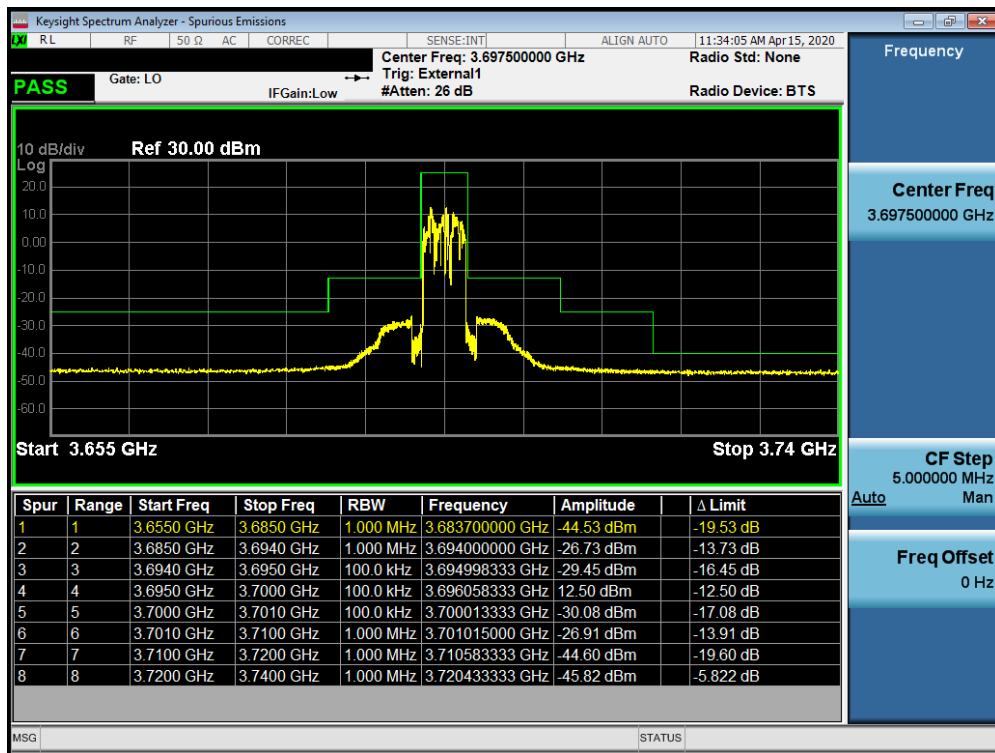 Keysight Spectrum Analyzer - Spurious Emissions
LXI RL RF 50 Ω AC CORREC SENSE:INT ALIGN AUTO 11:34:05 AM Apr 15, 2020
Center Freq: 3.697500000 GHz Radio Std: None
PASS Gate: LO Trig: External1
IFGain:Low #Atten: 26 dB Radio Device: BTS
Frequency
10 dB/div Ref 30.00 dBm
Log
20.0
10.0
0.00
-10.0
-20.0
-30.0
-40.0
-50.0
-60.0
Start 3.655 GHz Stop 3.74 GHz
Center Freq
3.697500000 GHz
CF Step
5.000000 MHz
Auto Man
Freq Offset
0 Hz
Spur Range Start Freq Stop Freq RBW Frequency Amplitude Δ Limit
1 1 3.6550 GHz 3.6850 GHz 1.000 MHz 3.683700000 GHz -44.53 dBm -19.53 dB
2 2 3.6850 GHz 3.6940 GHz 1.000 MHz 3.694000000 GHz -26.73 dBm -13.73 dB
3 3 3.6940 GHz 3.6950 GHz 100.0 kHz 3.694998333 GHz -29.45 dBm -16.45 dB
4 4 3.6950 GHz 3.7000 GHz 100.0 kHz 3.696058333 GHz 12.50 dBm -12.50 dB
5 5 3.7000 GHz 3.7010 GHz 100.0 kHz 3.700013333 GHz -30.08 dBm -17.08 dB
6 6 3.7010 GHz 3.7100 GHz 1.000 MHz 3.701015000 GHz -26.91 dBm -13.91 dB
7 7 3.7100 GHz 3.7200 GHz 1.000 MHz 3.710583333 GHz -44.60 dBm -19.60 dB
8 8 3.7200 GHz 3.7400 GHz 1.000 MHz 3.720433333 GHz -45.82 dBm -5.822 dB
MSG STATUS